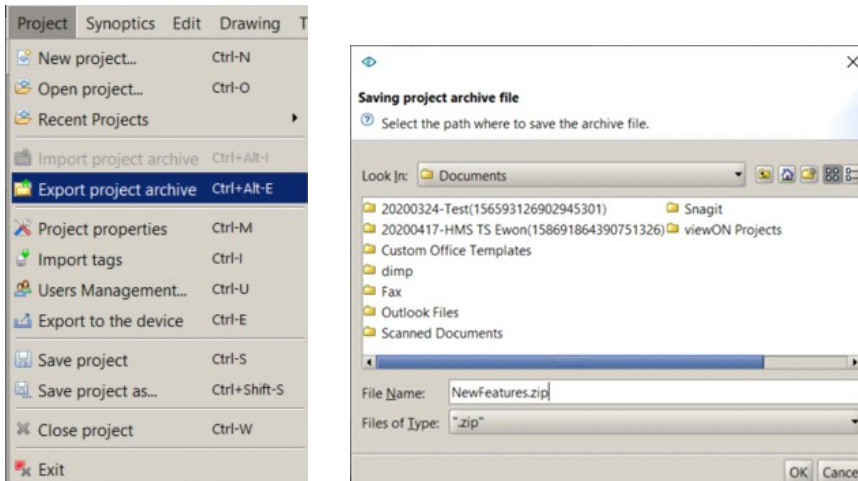 Project Synoptics Edit Drawing T
New project... Ctrl-N
Open project... Ctrl-O
Recent Projects
Import project archive Ctrl+Alt-I
Export project archive Ctrl+Alt-E
Project properties Ctrl-M
Import tags Ctrl-I
Users Management... Ctrl-U
Export to the device Ctrl-E
Save project Ctrl-S
Save project as... Ctrl+Shift-S
Close project Ctrl-W
Exit
Saving project archive file
Select the path where to save the archive file.
Look In: Documents
20200324-Test(156593126902945301) Snagit
20200417-HMS TS Ewon(158691864390751326) viewON Projects
Custom Office Templates
dimp
Fax
Outlook Files
Scanned Documents
File Name: NewFeatures.zip
Files of Type: ".zip"
OK Cance